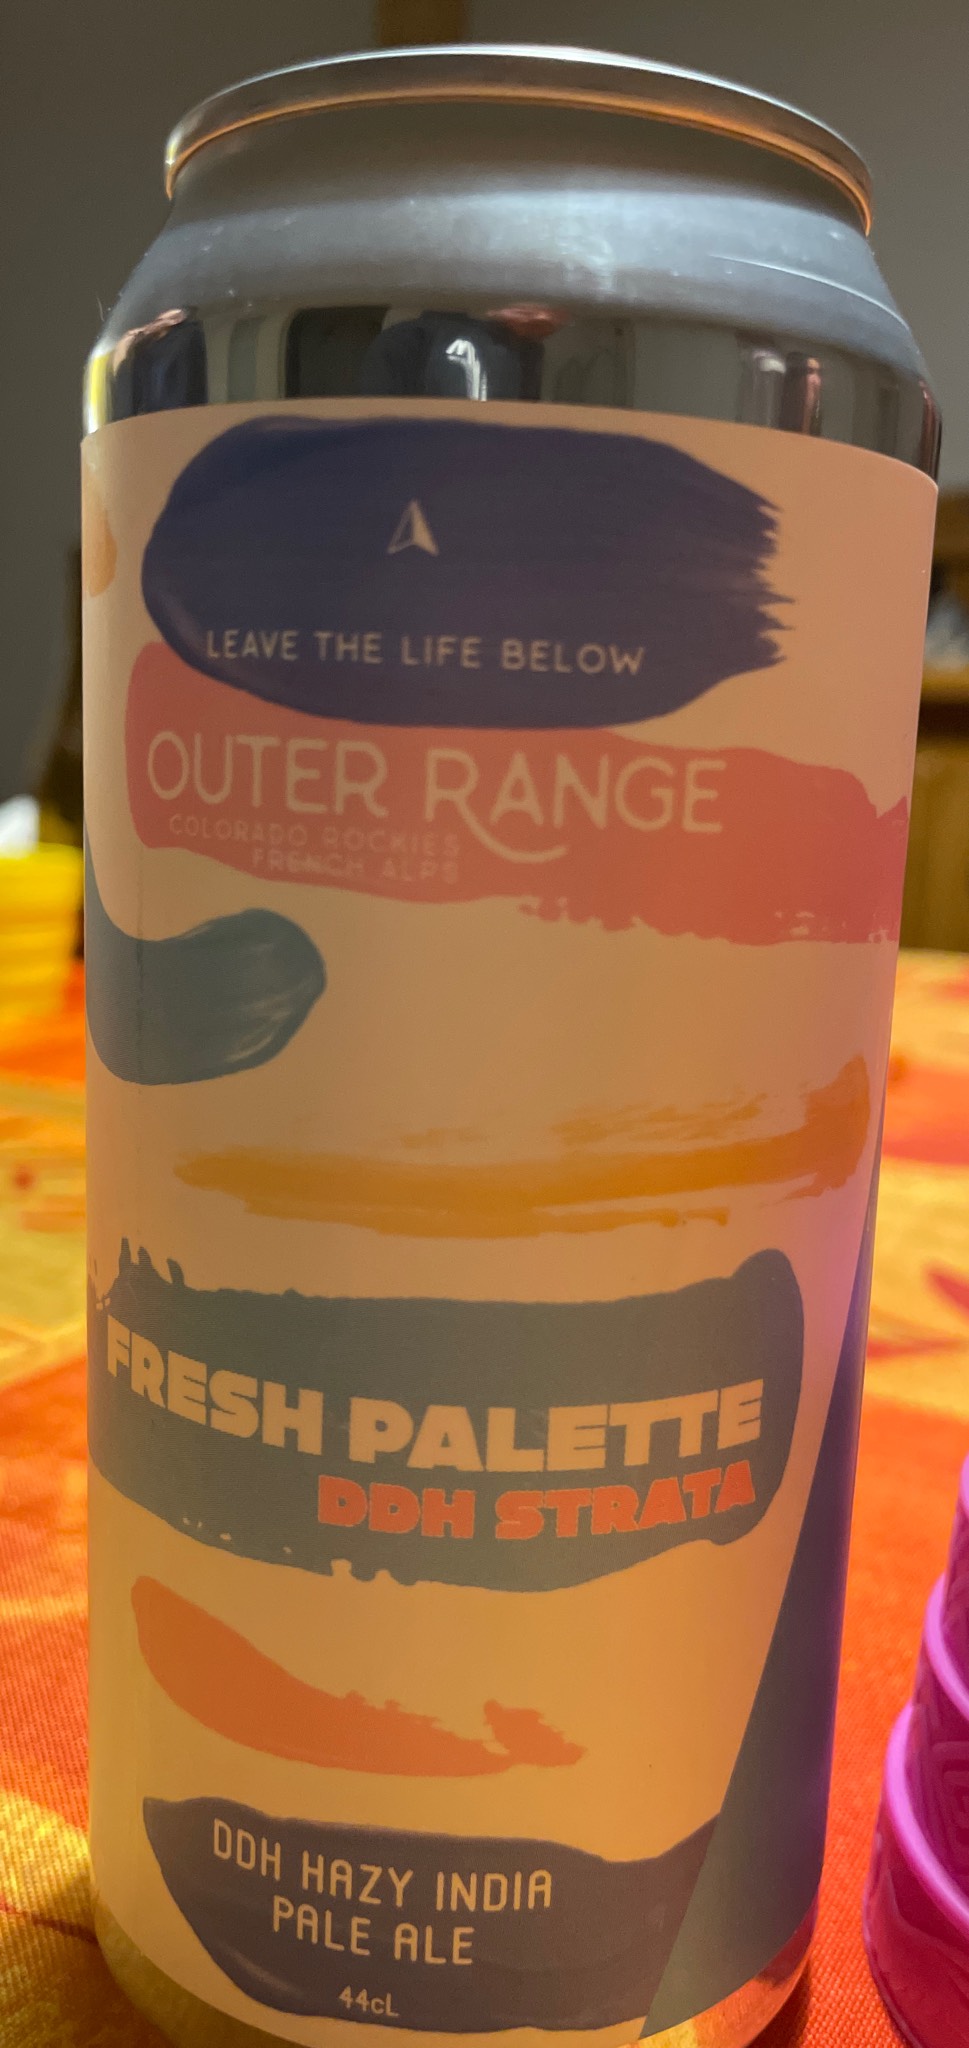 LEAVE THE LIFE BELOW
OUTER RANGE
COLORADO ROCKIES
FRENCH ALPS
FRESH PALETTE
DDH STRATA
DDH HAZY INDIA
PALE ALE
44cL